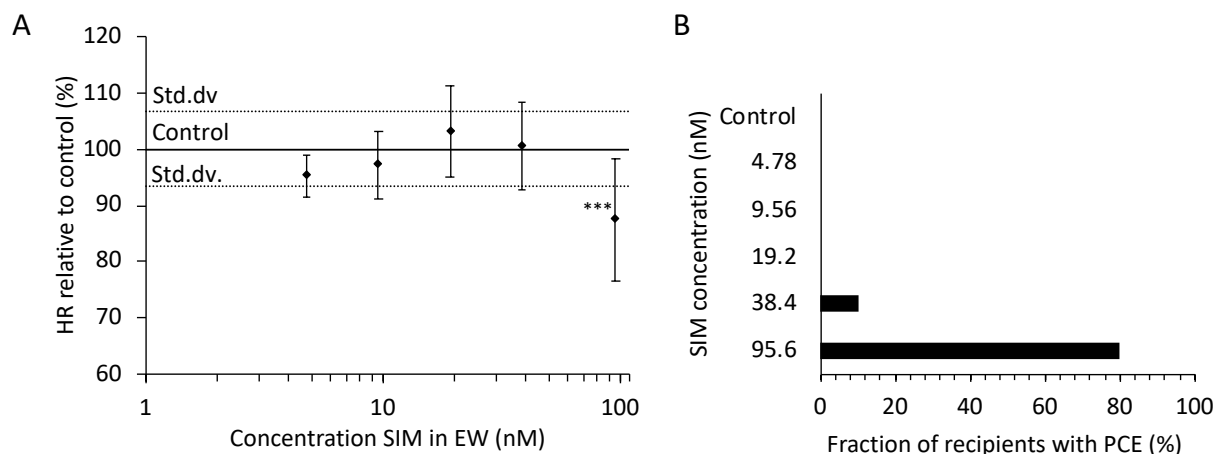 A
HR relative to control (%)
120
110
100
90
80
70
60
Std.dv
Control
Std.dv.
***
1
10
100
Concentration SIM in EW (nM)
B
SIM concentration (nM)
Control
4.78
9.56
19.2
38.4
95.6
0
20
40
60
80
100
Fraction of recipients with PCE (%)